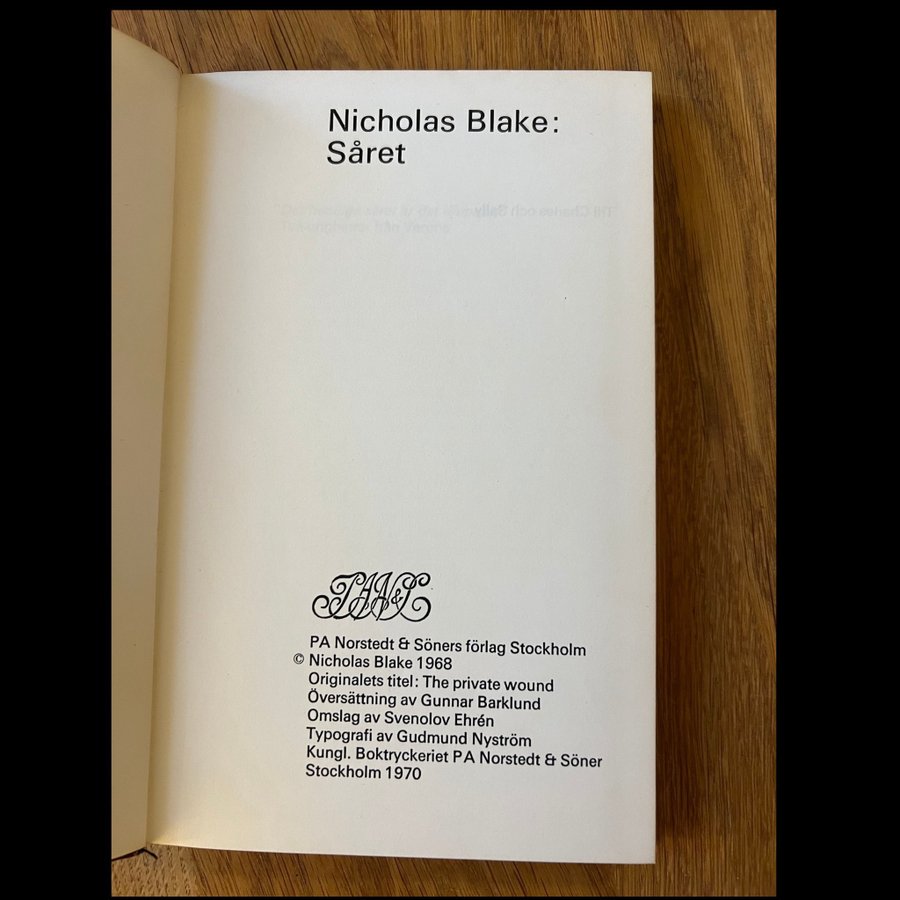 Nicholas Blake:
Såret
PAN&S
PA Norstedt & Söners förlag Stockholm
© Nicholas Blake 1968
Originalets titel: The private wound
Översättning av Gunnar Barklund
Omslag av Svenolov Ehrén
Typografi av Gudmund Nyström
Kungl. Boktryckeriet PA Norstedt & Söner
Stockholm 1970